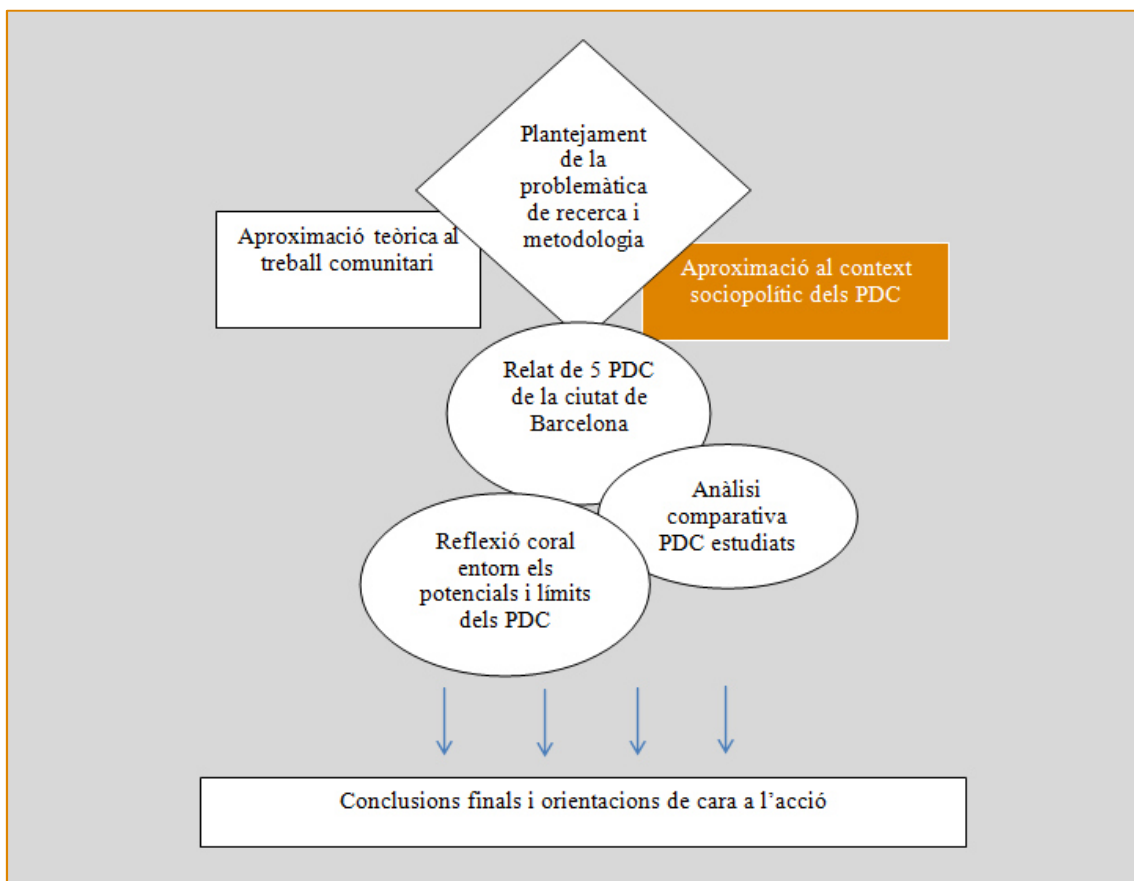 Plantejament
de la
problemàtica
de recerca i
metodologia
Aproximació teòrica al
treball comunitari
Aproximació al context
sociopolític dels PDC
Relat de 5 PDC
de la ciutat de
Barcelona
Anàlisi
comparativa
PDC estudiats
Reflexió coral
entorn els
potencials i límits
dels PDC
Conclusions finals i orientacions de cara a l’acció